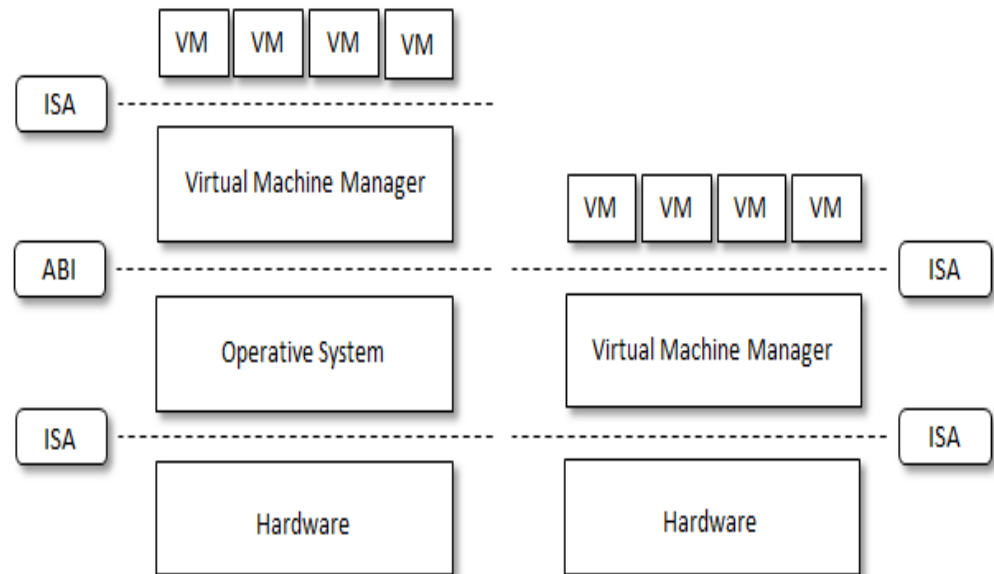 VM VM VM VM
ISA
Virtual Machine Manager
VM VM VM VM
ABI
ISA
Operative System
Virtual Machine Manager
ISA
ISA
Hardware
Hardware